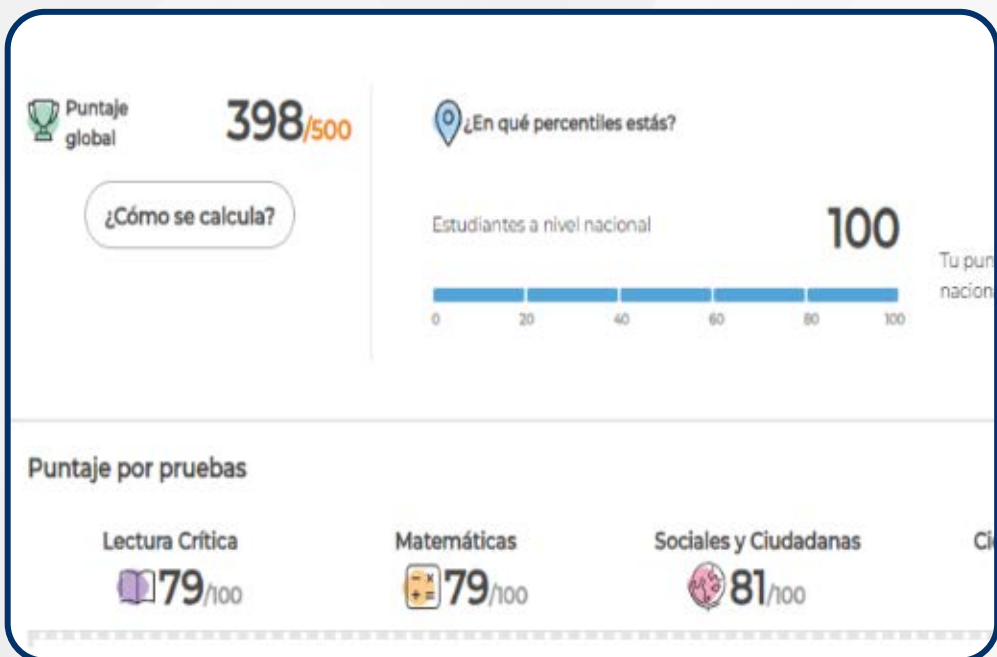 Puntaje
global
398/500
¿Cómo se calcula?
¿En qué percentiles estás?
Estudiantes a nivel nacional
100
0 20 40 60 80 100
Tu
Puntaje por pruebas
Lectura Crítica
79/100
Matemáticas
79/100
Sociales y Ciudadanas
81/100